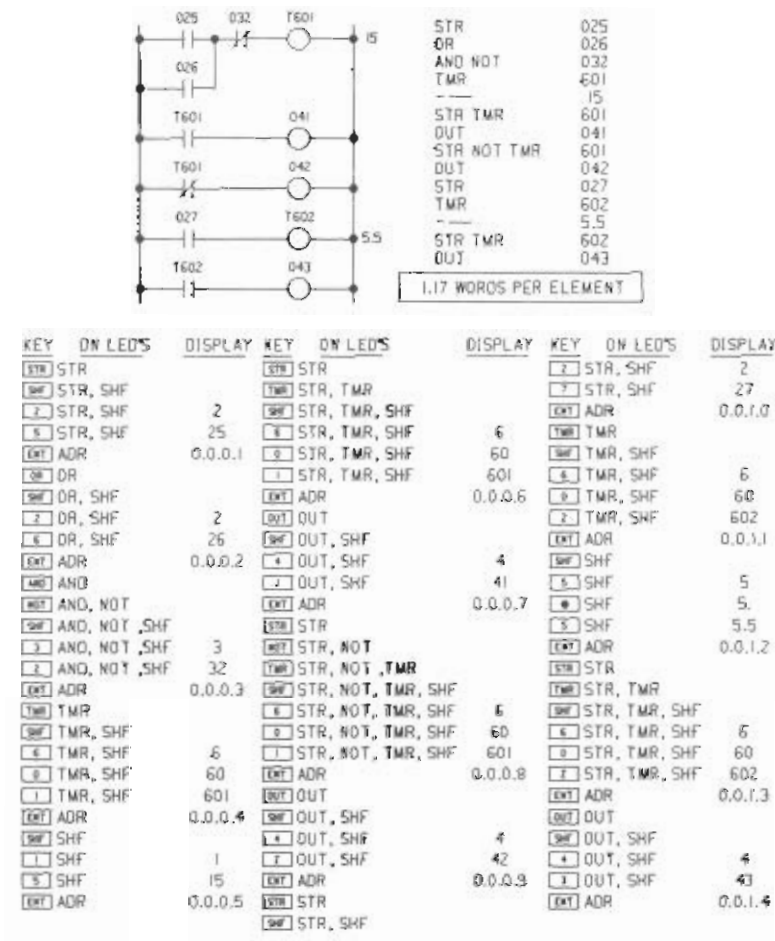 025 032 T601
15
026
T601 041
T601 042
027 T602
5.5
T602 043
STR 025
OR 026
AND NOT 032
TMR 601
--- 15
STR TMR 601
OUT 041
STR NOT TMR 601
OUT 042
STR 027
TMR 602
--- 5.5
STR TMR 602
OUT 043
1.17 WORDS PER ELEMENT
KEY ON LED'S DISPLAY
STR STR
SHF STR, SHF
2 STR, SHF 2
5 STR, SHF 25
ENT ADR 0.0.0.1
OR OR
SHF OR, SHF
2 OR, SHF 2
6 OR, SHF 26
ENT ADR 0.0.0.2
AND AND
NOT AND, NOT
SHF AND, NOT ,SHF
3 AND, NOT ,SHF 3
2 AND, NOT ,SHF 32
ENT ADR 0.0.0.3
TMR TMR
SHF TMR, SHF
6 TMR, SHF 6
0 TMR, SHF 60
1 TMR, SHF 601
ENT ADR 0.0.0.4
SHF SHF
1 SHF 1
5 SHF 15
ENT ADR 0.0.0.5
KEY ON LED'S DISPLAY
STR STR
TMR STR, TMR
SHF STR, TMR, SHF
6 STR, TMR, SHF 6
0 STR, TMR, SHF 60
1 STR, TMR, SHF 601
ENT ADR 0.0.0.6
OUT OUT
SHF OUT, SHF
4 OUT, SHF 4
1 OUT, SHF 41
ENT ADR 0.0.0.7
STR STR
NOT STR, NOT
TMR STR, NOT ,TMR
SHF STR, NOT, TMR, SHF
6 STR, NOT, TMR, SHF 6
0 STR, NOT, TMR, SHF 60
1 STR, NOT, TMR, SHF 601
ENT ADR 0.0.0.8
OUT OUT
SHF OUT, SHF
4 OUT, SHF 4
2 OUT, SHF 42
ENT ADR 0.0.0.9
STR STR
SHF STR, SHF
KEY ON LED'S DISPLAY
2 STR, SHF 2
7 STR, SHF 27
ENT ADR 0.0.1.0
TMR TMR
SHF TMR, SHF
6 TMR, SHF 6
0 TMR, SHF 60
2 TMR, SHF 602
ENT ADR 0.0.1.1
SHF SHF
5 SHF 5
• SHF 5.
5 SHF 5.5
ENT ADR 0.0.1.2
STR STR
TMR STR, TMR
SHF STR, TMR, SHF
6 STR, TMR, SHF 6
0 STR, TMR, SHF 60
2 STR, TMR, SHF 602
ENT ADR 0.0.1.3
OUT OUT
SHF OUT, SHF
4 OUT, SHF 4
3 OUT, SHF 43
ENT ADR 0.0.1.4